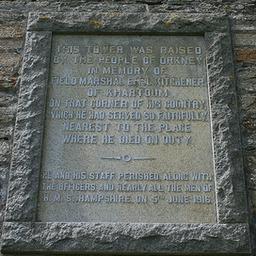 THIS TOWER WAS RAISED
BY THE PEOPLE OF ORKNEY
IN MEMORY OF
FIELD MARSHAL EARL KITCHENER
OF KHARTOUM
ON THAT CORNER OF HIS COUNTRY
WHICH HE HAD SERVED SO FAITHFULLY
NEAREST TO THE PLACE
WHERE HE DIED ON DUTY.
HE AND HIS STAFF PERISHED ALONG WITH
THE OFFICERS AND NEARLY ALL THE MEN OF
H.M.S. HAMPSHIRE ON 5TH JUNE 1916.